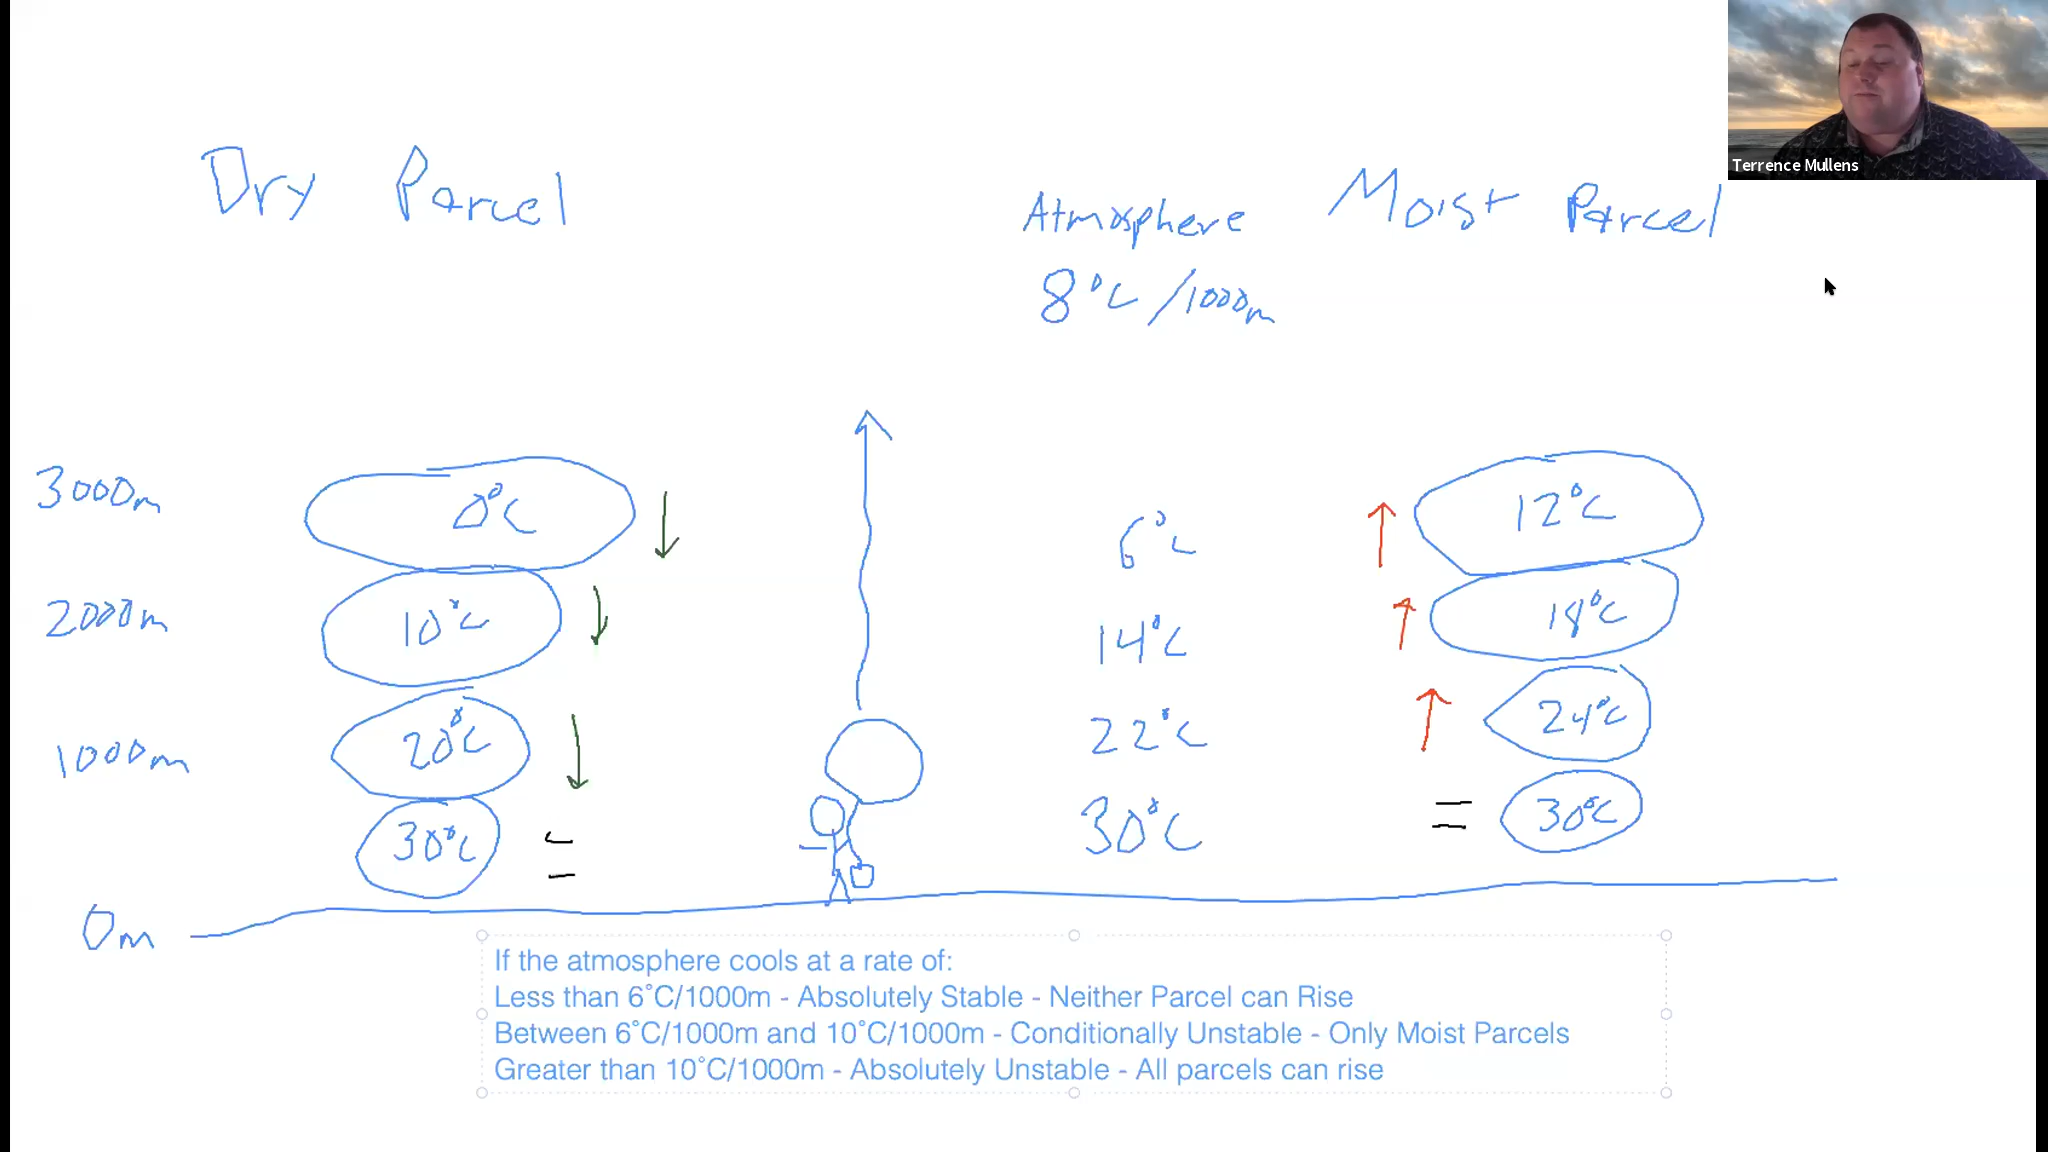 Terrence Mullens
Dry Parcel
Atmosphere
8°C/1000m
Moist Parcel
3000m 0°C 6°C 12°C
2000m 10°C 14°C 18°C
1000m 20°C 22°C 24°C
30°C = 30°C = 30°C
0m
If the atmosphere cools at a rate of:
Less than 6°C/1000m - Absolutely Stable - Neither Parcel can Rise
Between 6°C/1000m and 10°C/1000m - Conditionally Unstable - Only Moist Parcels
Greater than 10°C/1000m - Absolutely Unstable - All parcels can rise